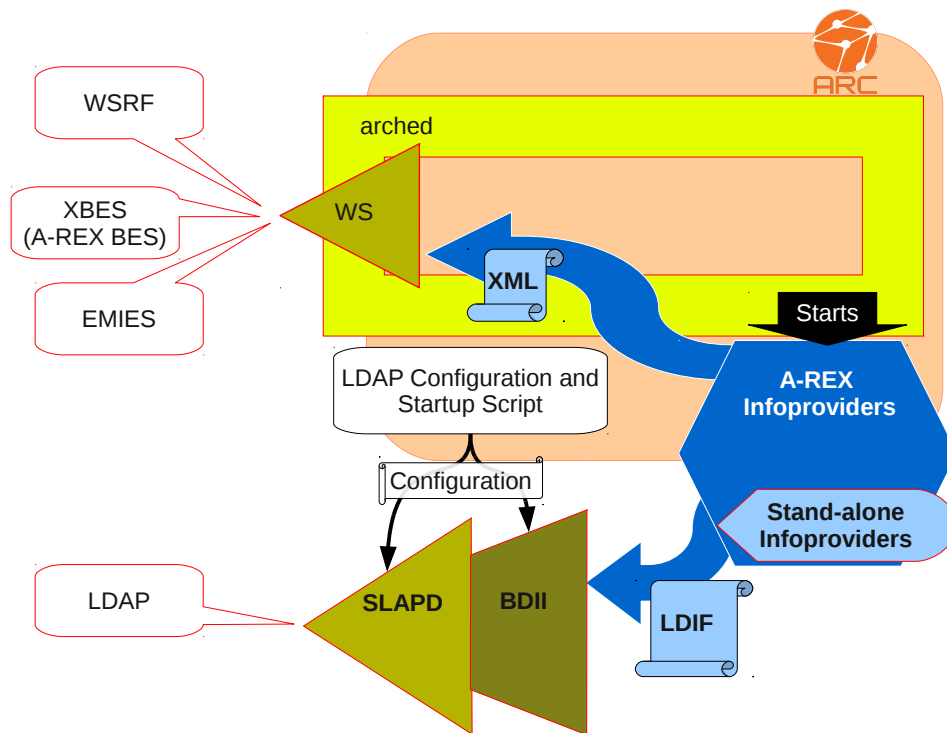 ARC
WSRF
arched
XBES
(A-REX BES)
WS
EMIES
XML
Starts
LDAP Configuration and
Startup Script
A-REX
Infoproviders
Configuration
Stand-alone
Infoproviders
LDAP
SLAPD
BDII
LDIF